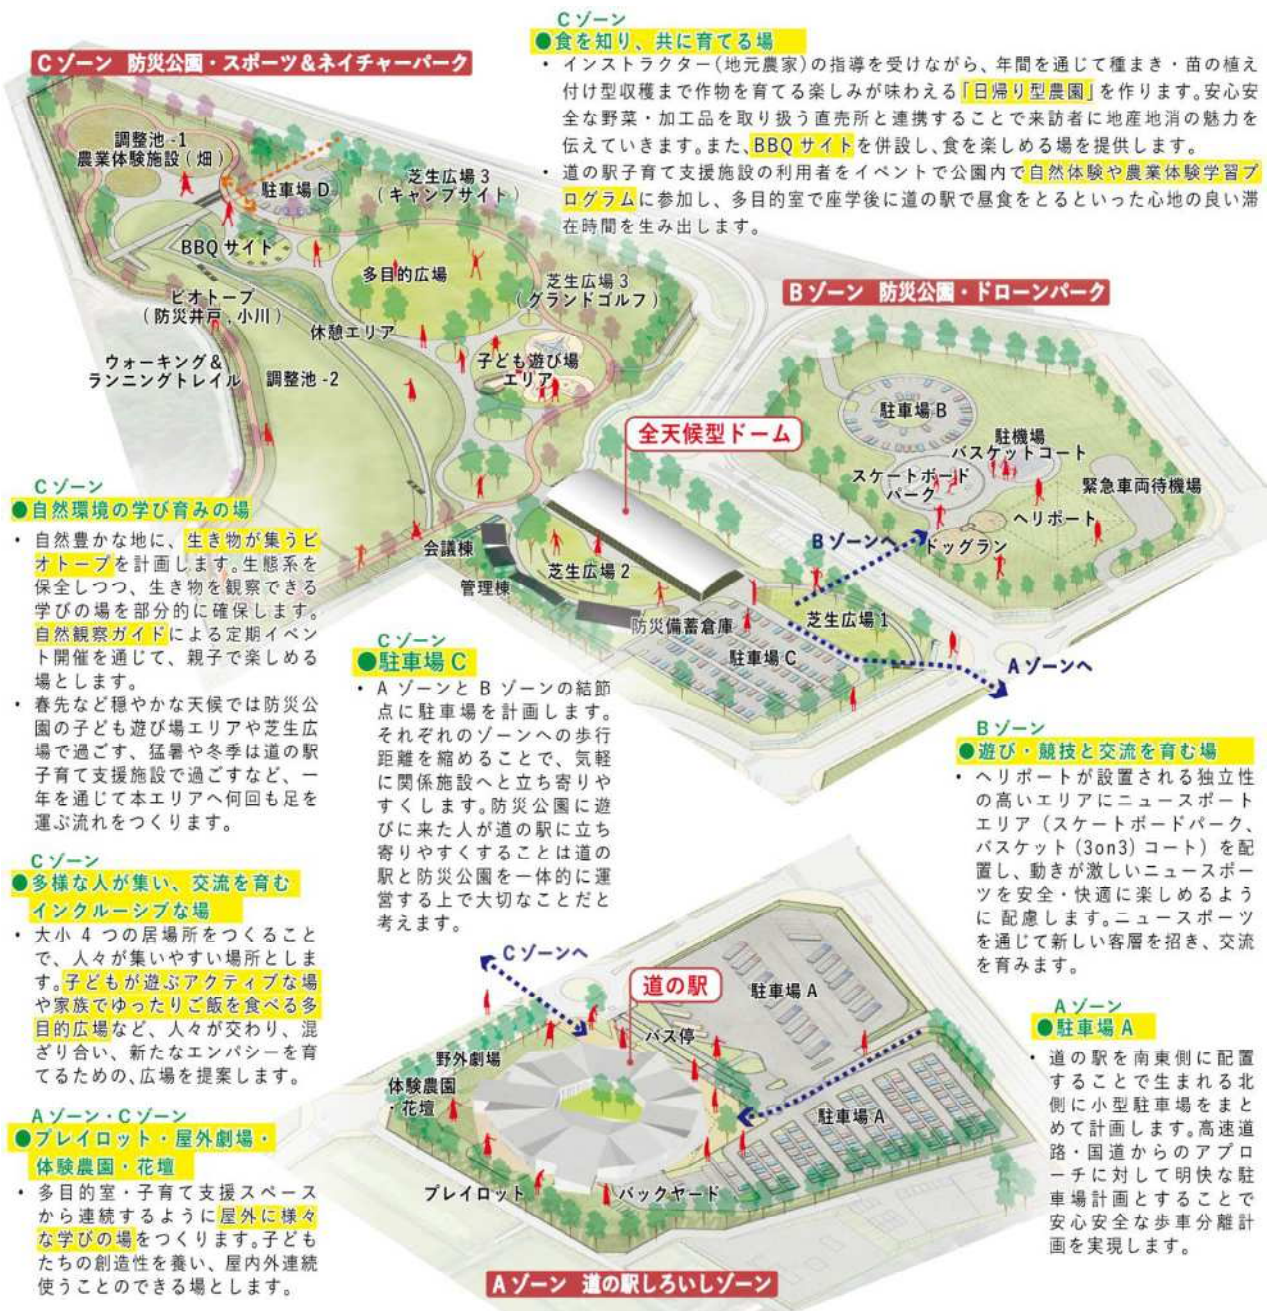 Cゾーン
●食を知り、共に育てる場
・ インストラクター(地元農家)の指導を受けながら、年間を通じて種まき・苗の植え
付け型収穫まで作物を育てる楽しみが味わえる「日帰り型農園」を作ります。安心安
全な野菜・加工品を取り扱う直売所と連携することで来訪者に地産地消の魅力を
伝えていきます。また、BBQサイトを併設し、食を楽しめる場を提供します。
・ 道の駅子育て支援施設の利用者をイベントで公園内で自然体験や農業体験学習プ
ログラムに参加し、多目的室で座学後に道の駅で昼食をとるといった心地の良い滞
在時間を生み出します。
Cゾーン 防災公園・スポーツ&ネイチャーパーク
調整池-1
農業体験施設(畑)
駐車場D
芝生広場3
(キャンプサイト)
BBQサイト
多目的広場
芝生広場3
(グランドゴルフ)
ビオトープ
(防災井戸,小川)
休憩エリア
ウォーキング&
ランニングトレイル
調整池-2
子ども遊び場
エリア
Bゾーン 防災公園・ドローンパーク
駐車場B
駐機場
バスケットコート
スケートボード
パーク
緊急車両待機場
ヘリポート
ドッグラン
全天候型ドーム
Bゾーンへ
会議棟
芝生広場2
管理棟
防災備蓄倉庫
芝生広場1
駐車場C
Aゾーンへ
Cゾーン
●自然環境の学び育みの場
・ 自然豊かな地に、生き物が集うビ
オトープを計画します。生態系を
保全しつつ、生き物を観察できる
学びの場を部分的に確保します。
自然観察ガイドによる定期イベン
ト開催を通じて、親子で楽しめる
場とします。
・ 春先など穏やかな天候では防災公
園の子ども遊び場エリアや芝生広
場で過ごす、猛暑や冬季は道の駅
子育て支援施設で過ごすなど、一
年を通じて本エリアへ何回も足を
運ぶ流れをつくります。
Cゾーン
●駐車場C
・ AゾーンとBゾーンの結節
点に駐車場を計画します。
それぞれのゾーンへの歩行
距離を縮めることで、気軽
に関係施設へと立ち寄りや
すくします。防災公園に遊
びに来た人が道の駅に立ち
寄りやすくすることは道の
駅と防災公園を一体的に運
営する上で大切なことだと
考えます。
Bゾーン
●遊び・競技と交流を育む場
・ ヘリポートが設置される独立性
の高いエリアにニュースポート
エリア(スケートボードパーク、
バスケット(3on3)コート)を配
置し、動きが激しいニュースポー
ツを安全・快適に楽しめるよう
に 配慮します。ニュースポーツ
を通じて新しい客層を招き、交流
を育みます。
Cゾーン
●多様な人が集い、交流を育む
インクルーシブな場
・ 大小 4 つの居場所をつくること
で、人々が集いやすい場所としま
す。子どもが遊ぶアクティブな場
や家族でゆったりご飯を食べる多
目的広場など、人々が交わり、混
ざり合い、新たなエンパシーを育
てるための、広場を提案します。
Aゾーン・Cゾーン
●プレイロット・屋外劇場・
体験農園・花壇
・ 多目的室・子育て支援スペース
から連続するように屋外に様々
な学びの場をつくります。子ども
たちの創造性を養い、屋内外連続
使うことのできる場とします。
Cゾーンへ
道の駅
駐車場A
バス停
野外劇場
体験農園
・花壇
駐車場A
プレイロット
バックヤード
Aゾーン 道の駅しろいしゾーン
Aゾーン
●駐車場A
・ 道の駅を南東側に配置
することで生まれる北
側に小型駐車場をまと
めて計画します。高速道
路・国道からのアプロ
ーチに対して明快な駐
車場計画とすることで
安心安全な歩車分離計
画を実現します。